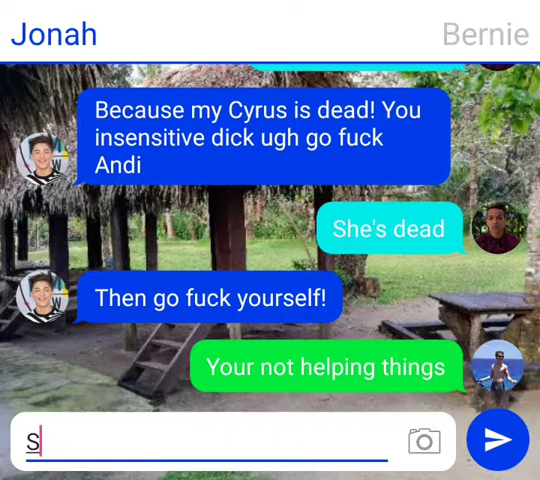 Jonah
Bernie
Because my Cyrus is dead! You
insensitive dick ugh go fuck
Andi
She's dead
Then go fuck yourself!
Your not helping things
S